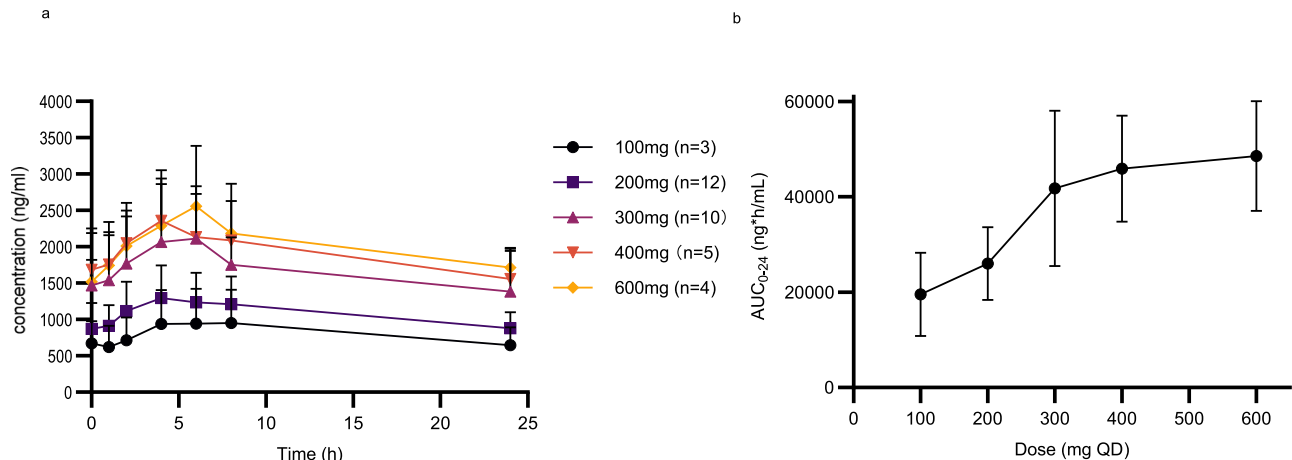 a
concentration (ng/ml)
4000
3500
3000
2500
2000
1500
1000
500
0
0
5
10
15
20
25
Time (h)
100mg (n=3)
200mg (n=12)
300mg (n=10）
400mg（n=5)
600mg (n=4)
b
AUC0-24 (ng*h/mL)
60000
40000
20000
0
0
100
200
300
400
500
600
Dose (mg QD)